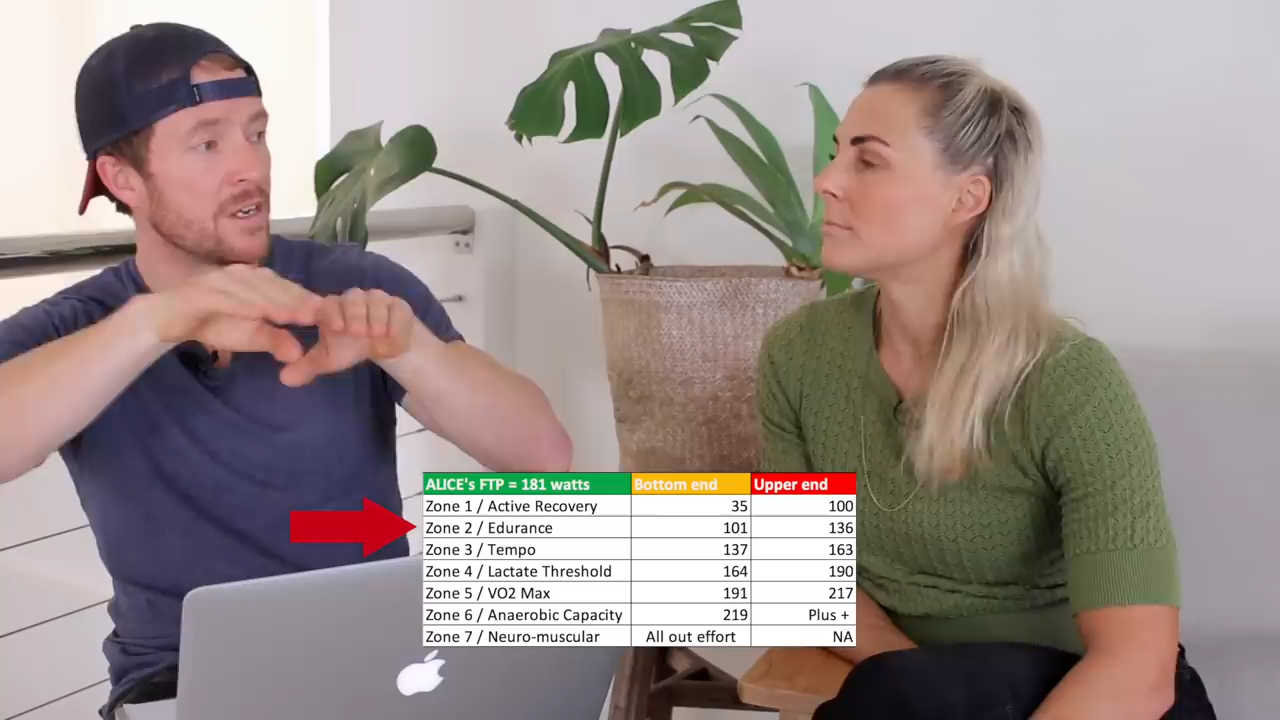 ALICE's FTP = 181 watts Bottom end Upper end
Zone 1 / Active Recovery 35 100
Zone 2 / Edurance 101 136
Zone 3 / Tempo 137 163
Zone 4 / Lactate Threshold 164 190
Zone 5 / VO2 Max 191 217
Zone 6 / Anaerobic Capacity 219 Plus +
Zone 7 / Neuro-muscular All out effort NA